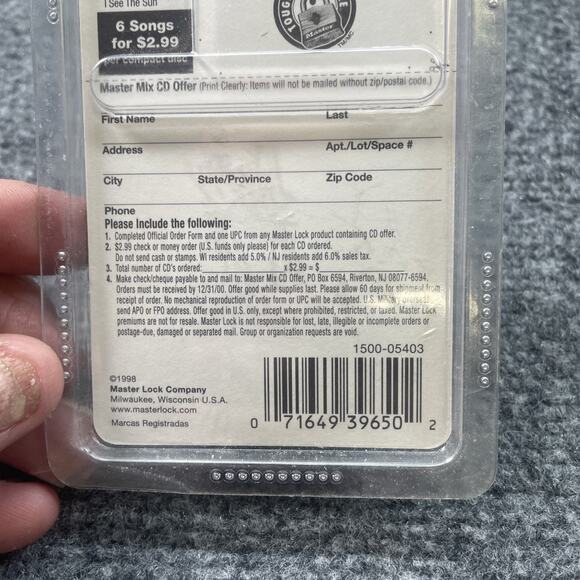 I See The Sun
6 Songs
for $2.99
per compact disc
TOUG
Master
TM/MC
Master Mix CD Offer (Print Clearly: Items will not be mailed without zip/postal code.)
First Name Last
Address Apt./Lot/Space #
City State/Province Zip Code
Phone
Please Include the following:
1. Completed Official Order Form and one UPC from any Master Lock product containing CD offer.
2. $2.99 check or money order (U.S. funds only please) for each CD ordered.
Do not send cash or stamps. WI residents add 5.0% / NJ residents add 6.0% sales tax.
3. Total number of CD's ordered: x $2.99 = $
4. Make check/cheque payable to and mail to: Master Mix CD Offer, PO Box 6594, Riverton, NJ 08077-6594.
Orders must be received by 12/31/00. Offer good while supplies last. Please allow 60 days for shipment from
receipt of order. No mechanical reproduction of order form or UPC will be accepted. U.S. Military overseas
send APO or FPO address. Offer good in U.S. only, except where prohibited, restricted, or taxed. Master Lock
premiums are not for resale. Master Lock is not responsible for lost, late, illegible or incomplete orders or
postage-due, damaged or separated mail. Group or organization requests are void.
1500-05403
©1998
Master Lock Company
Milwaukee, Wisconsin U.S.A.
www.masterlock.com
Marcas Registradas
0 71649 39650 2